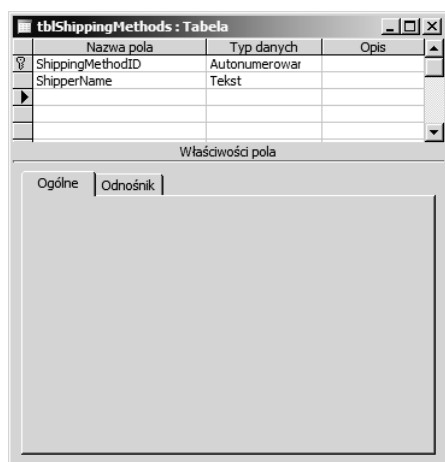 tblShippingMethods : Tabela
Nazwa pola Typ danych Opis
ShippingMethodID Autonumerowar
ShipperName Tekst
Właściwości pola
Ogólne Odnośnik